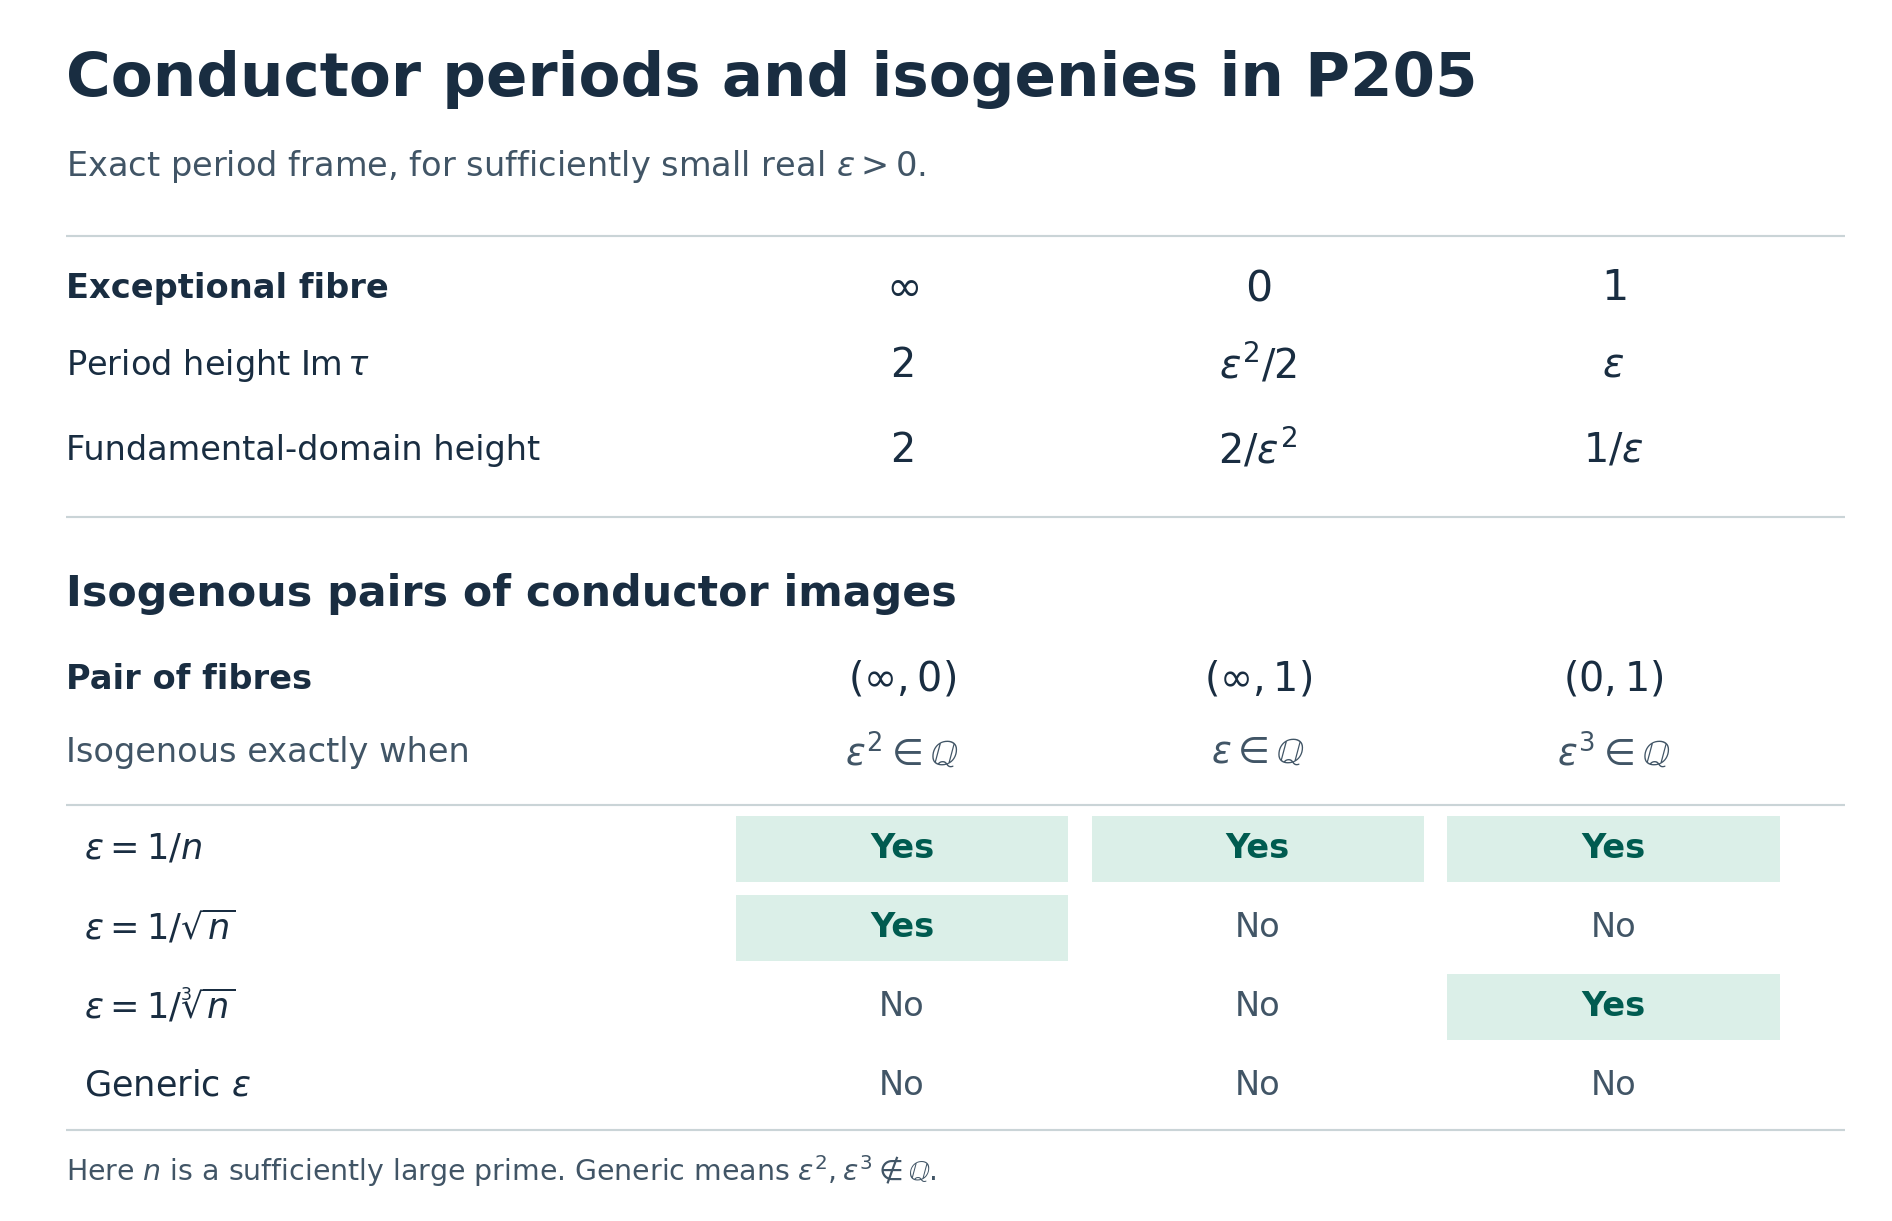 Conductor periods and isogenies in P205
Exact period frame, for sufficiently small real ε > 0.
Exceptional fibre ∞ 0 1
Period height Im τ 2 ε²/2 ε
Fundamental-domain height 2 2/ε² 1/ε
Isogenous pairs of conductor images
Pair of fibres (∞, 0) (∞, 1) (0, 1)
Isogenous exactly when ε² ∈ ℚ ε ∈ ℚ ε³ ∈ ℚ
ε = 1/n Yes Yes Yes
ε = 1/√n Yes No No
ε = 1/∛n No No Yes
Generic ε No No No
Here n is a sufficiently large prime. Generic means ε², ε³ ∉ ℚ.